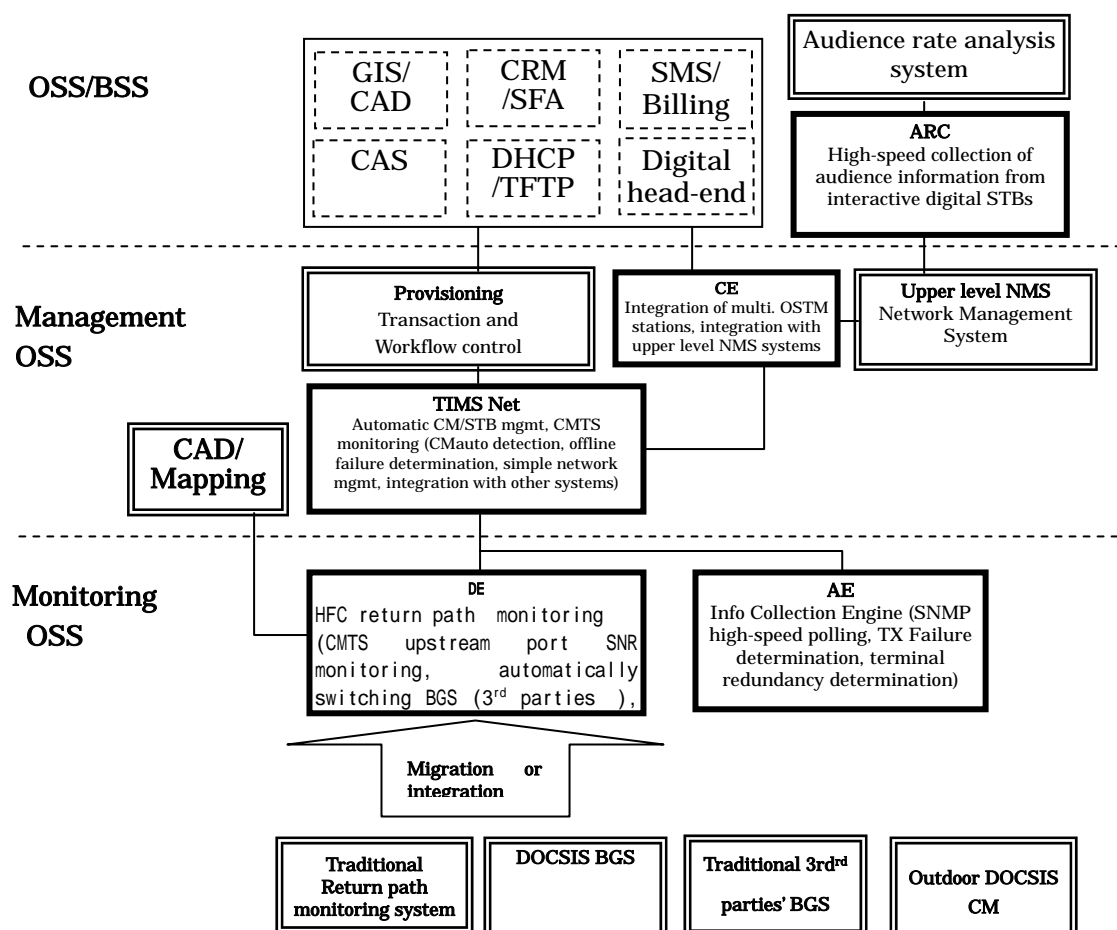 OSS/BSS
GIS/
CAD
CRM
/SFA
SMS/
Billing
CAS
DHCP
/TFTP
Digital
head-end
Audience rate analysis
system
ARC
High-speed collection of
audience information from
interactive digital STBs
Management
OSS
Provisioning
Transaction and
Workflow control
CE
Integration of multi. OSTM
stations, integration with
upper level NMS systems
Upper level NMS
Network Management
System
TIMS Net
Automatic CM/STB mgmt, CMTS
monitoring (CMauto detection, offline
failure determination, simple network
mgmt, integration with other systems)
CAD/
Mapping
Monitoring
OSS
DE
HFC return path monitoring
(CMTS upstream port SNR
monitoring, automatically
switching BGS (3rd parties ),
AE
Info Collection Engine (SNMP
high-speed polling, TX Failure
determination, terminal
redundancy determination)
Migration or
integration
Traditional
Return path
monitoring system
DOCSIS BGS
Traditional 3rdrd
parties' BGS
Outdoor DOCSIS
CM